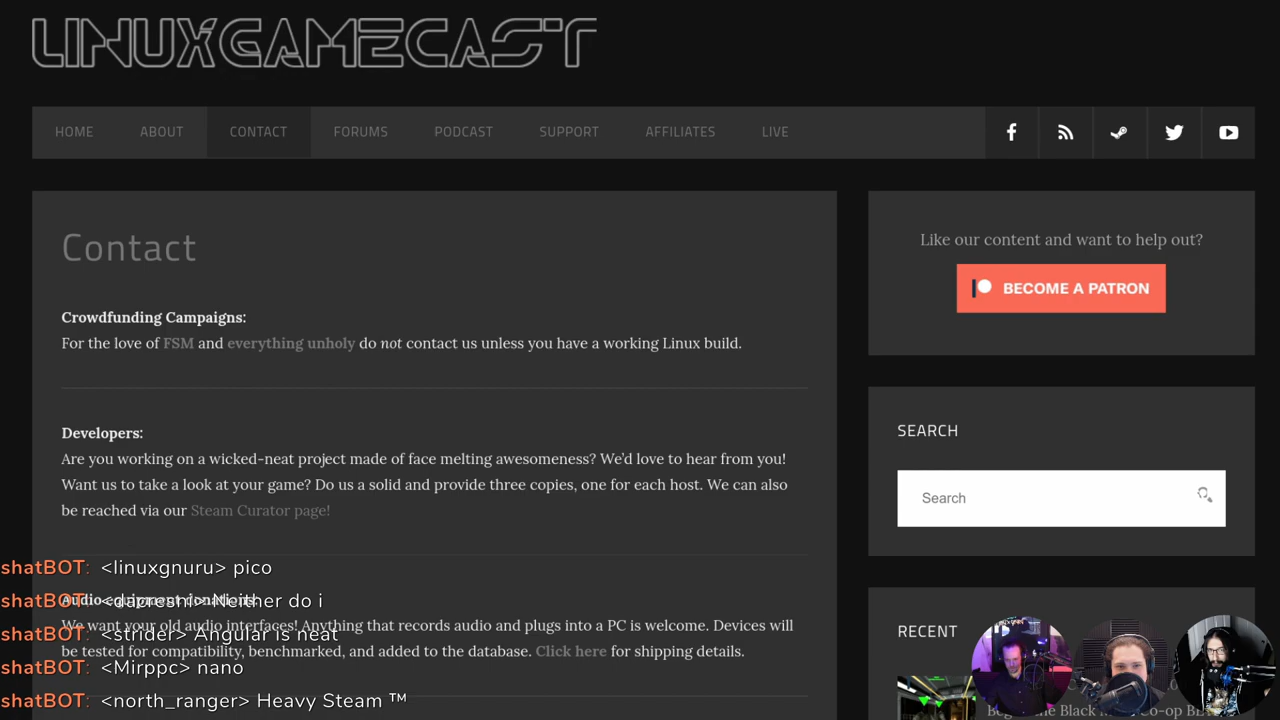 LINUXGAMECAST
HOME ABOUT CONTACT FORUMS PODCAST SUPPORT AFFILIATES LIVE
Contact
Crowdfunding Campaigns:
For the love of FSM and everything unholy do not contact us unless you have a working Linux build.
Developers:
Are you working on a wicked-neat project made of face melting awesomeness? We'd love to hear from you!
Want us to take a look at your game? Do us a solid and provide three copies, one for each host. We can also
be reached via our Steam Curator page!
We want your old audio interfaces! Anything that records audio and plugs into a PC is welcome. Devices will
be tested for compatibility, benchmarked, and added to the database. Click here for shipping details.
Like our content and want to help out?
BECOME A PATRON
SEARCH
Search
RECENT
shatBOT: <linuxgnuru> pico
shatBOT: Neither do i
shatBOT: <strider> Angular is neat
shatBOT: <Mirppc> nano
shatBOT: <north_ranger> Heavy Steam ™